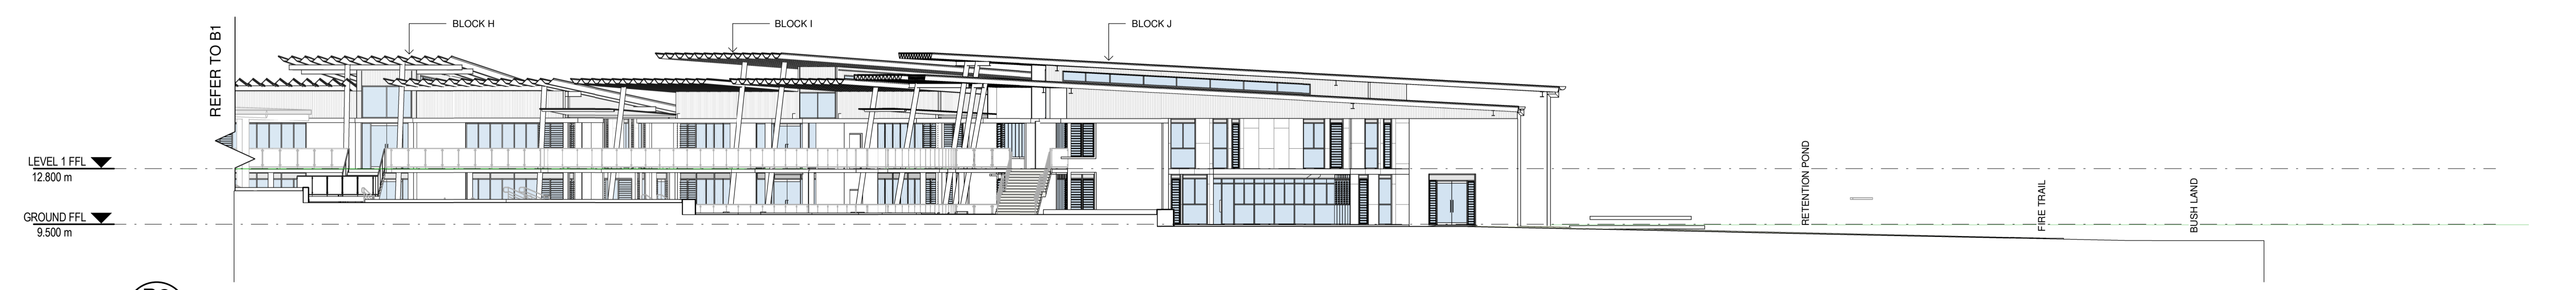 BLOCK H
BLOCK I
BLOCK J
REFER TO B1
LEVEL 1 FFL
12.800 m
GROUND FFL
9.500 m
RETENTION POND
FIRE TRAIL
BUSH LAND